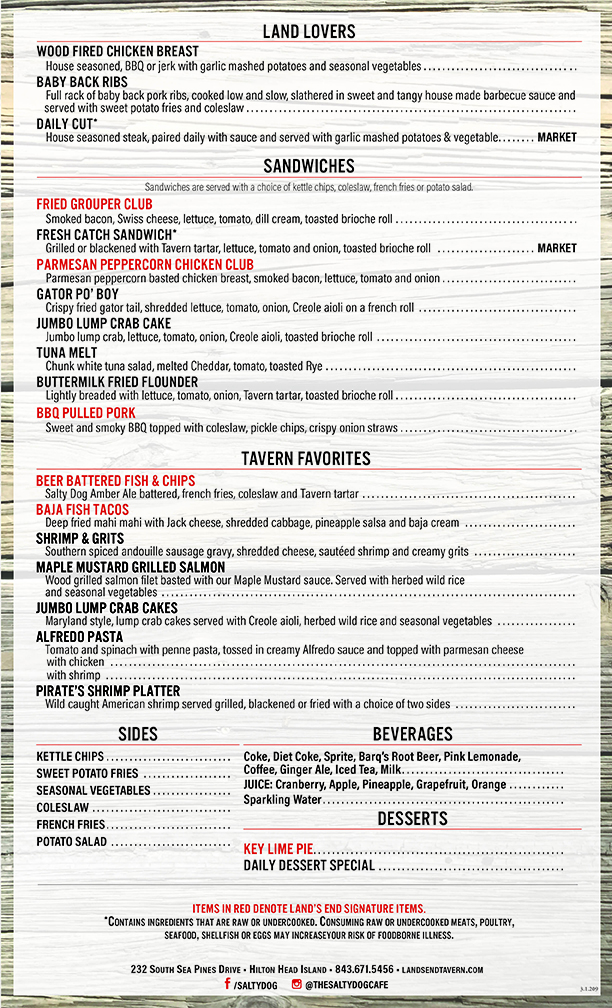 LAND LOVERS
WOOD FIRED CHICKEN BREAST
House seasoned, BBQ or jerk with garlic mashed potatoes and seasonal vegetables
BABY BACK RIBS
Full rack of baby back pork ribs, cooked low and slow, slathered in sweet and tangy house made barbecue sauce and
served with sweet potato fries and coleslaw
DAILY CUT*
House seasoned steak, paired daily with sauce and served with garlic mashed potatoes & vegetable........ MARKET
SANDWICHES
Sandwiches are served with a choice of kettle chips, coleslaw, french fries or potato salad.
FRIED GROUPER CLUB
Smoked bacon, Swiss cheese, lettuce, tomato, dill cream, toasted brioche roll
FRESH CATCH SANDWICH*
Grilled or blackened with Tavern tartar, lettuce, tomato and onion, toasted brioche roll ........ MARKET
PARMESAN PEPPERCORN CHICKEN CLUB
Parmesan peppercorn basted chicken breast, smoked bacon, lettuce, tomato and onion
GATOR PO' BOY
Crispy fried gator tail, shredded lettuce, tomato, onion, Creole aioli on a french roll
JUMBO LUMP CRAB CAKE
Jumbo lump crab, lettuce, tomato, onion, Creole aioli, toasted brioche roll
TUNA MELT
Chunk white tuna salad, melted Cheddar, tomato, toasted Rye
BUTTERMILK FRIED FLOUNDER
Lightly breaded with lettuce, tomato, onion, Tavern tartar, toasted brioche roll
BBQ PULLED PORK
Sweet and smoky BBQ topped with coleslaw, pickle chips, crispy onion straws
TAVERN FAVORITES
BEER BATTERED FISH & CHIPS
Salty Dog Amber Ale battered, french fries, coleslaw and Tavern tartar
BAJA FISH TACOS
Deep fried mahi mahi with Jack cheese, shredded cabbage, pineapple salsa and baja cream
SHRIMP & GRITS
Southern spiced andouille sausage gravy, shredded cheese, sautéed shrimp and creamy grits
MAPLE MUSTARD GRILLED SALMON
Wood grilled salmon filet basted with our Maple Mustard sauce. Served with herbed wild rice
and seasonal vegetables
JUMBO LUMP CRAB CAKES
Maryland style, lump crab cakes served with Creole aioli, herbed wild rice and seasonal vegetables
ALFREDO PASTA
Tomato and spinach with penne pasta, tossed in creamy Alfredo sauce and topped with parmesan cheese
with chicken
with shrimp
PIRATE'S SHRIMP PLATTER
Wild caught American shrimp served grilled, blackened or fried with a choice of two sides
SIDES
KETTLE CHIPS
SWEET POTATO FRIES
SEASONAL VEGETABLES
COLESLAW
FRENCH FRIES
POTATO SALAD
BEVERAGES
Coke, Diet Coke, Sprite, Barq's Root Beer, Pink Lemonade,
Coffee, Ginger Ale, Iced Tea, Milk
JUICE: Cranberry, Apple, Pineapple, Grapefruit, Orange
Sparkling Water
DESSERTS
KEY LIME PIE
DAILY DESSERT SPECIAL
ITEMS IN RED DENOTE LAND'S END SIGNATURE ITEMS.
*CONTAINS INGREDIENTS THAT ARE RAW OR UNDERCOOKED. CONSUMING RAW OR UNDERCOOKED MEATS, POULTRY,
SEAFOOD, SHELLFISH OR EGGS MAY INCREASEYOUR RISK OF FOODBORNE ILLNESS.
232 SOUTH SEA PINES DRIVE • HILTON HEAD ISLAND • 843.671.5456 • LANDSENDTAVERN.COM
f /SALTYDOG @THESALTYDOGCAFE
3.1.209